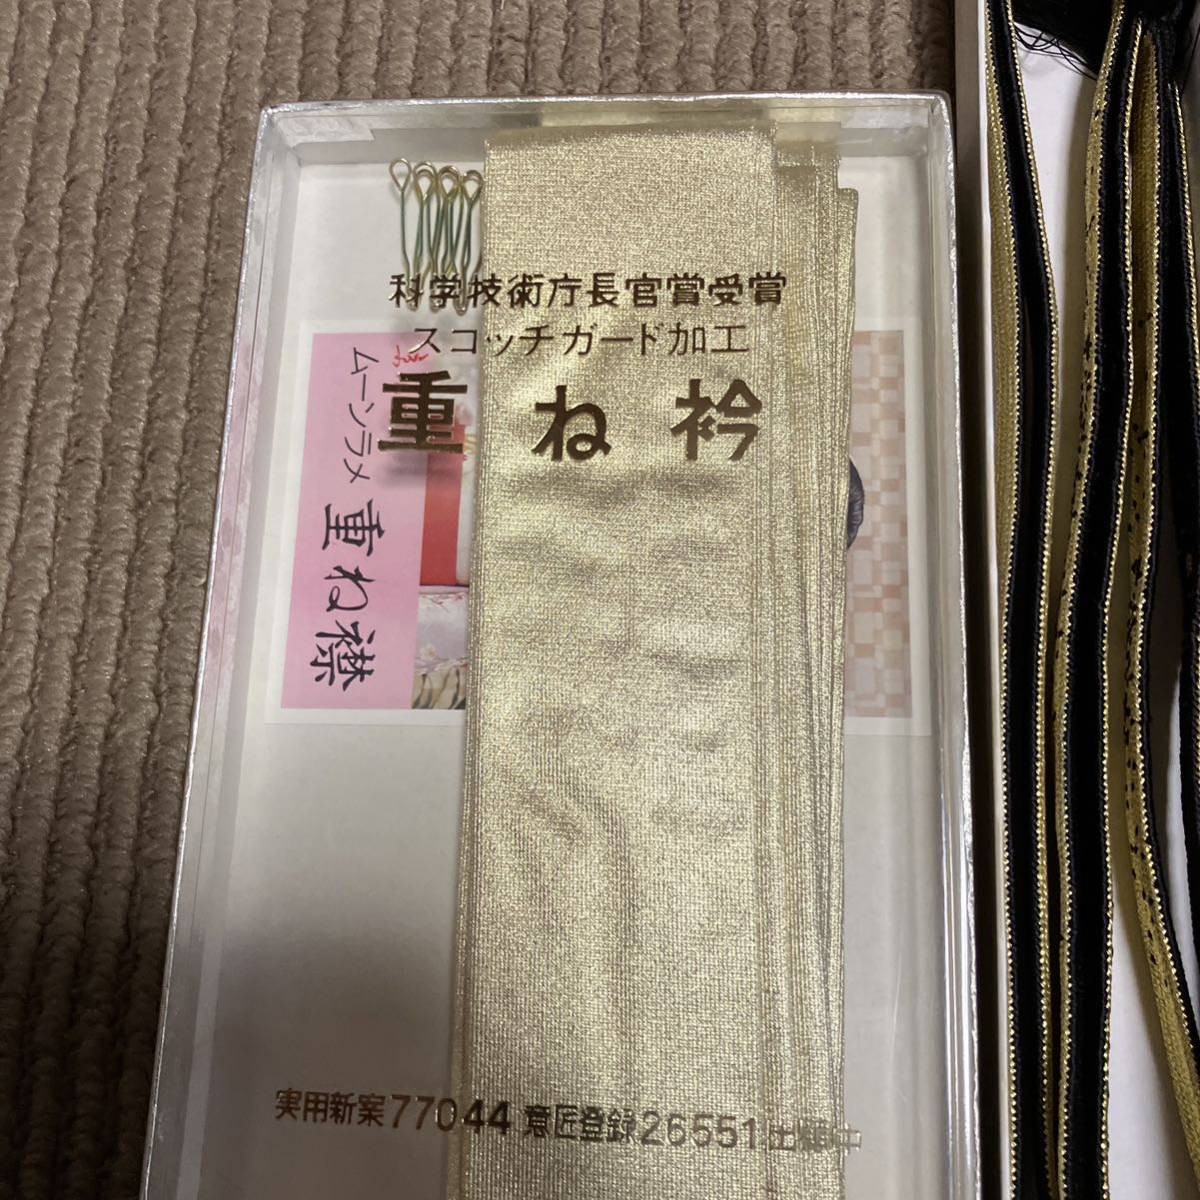 科学技術庁長官賞受賞
スコッチガード加工
重ね衿
ムーンラメ 重ね襟
実用新案77044 意匠登録26551出願中